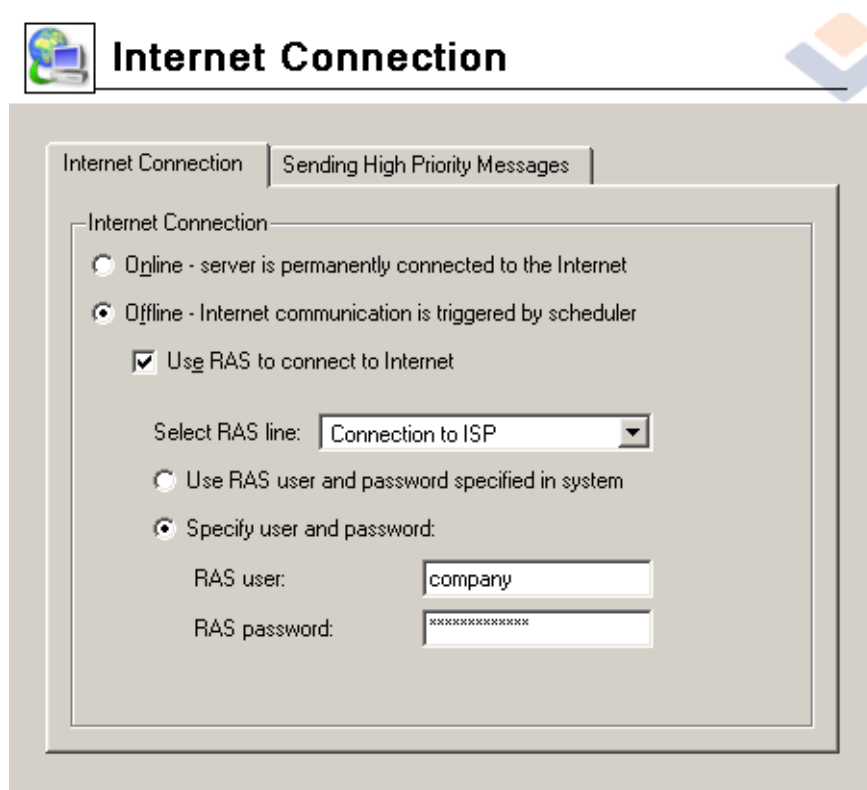 Internet Connection
Internet Connection
Sending High Priority Messages
Internet Connection
Online - server is permanently connected to the Internet
Offline - Internet communication is triggered by scheduler
Use RAS to connect to Internet
Select RAS line: Connection to ISP
Use RAS user and password specified in system
Specify user and password:
RAS user: company
RAS password: *************